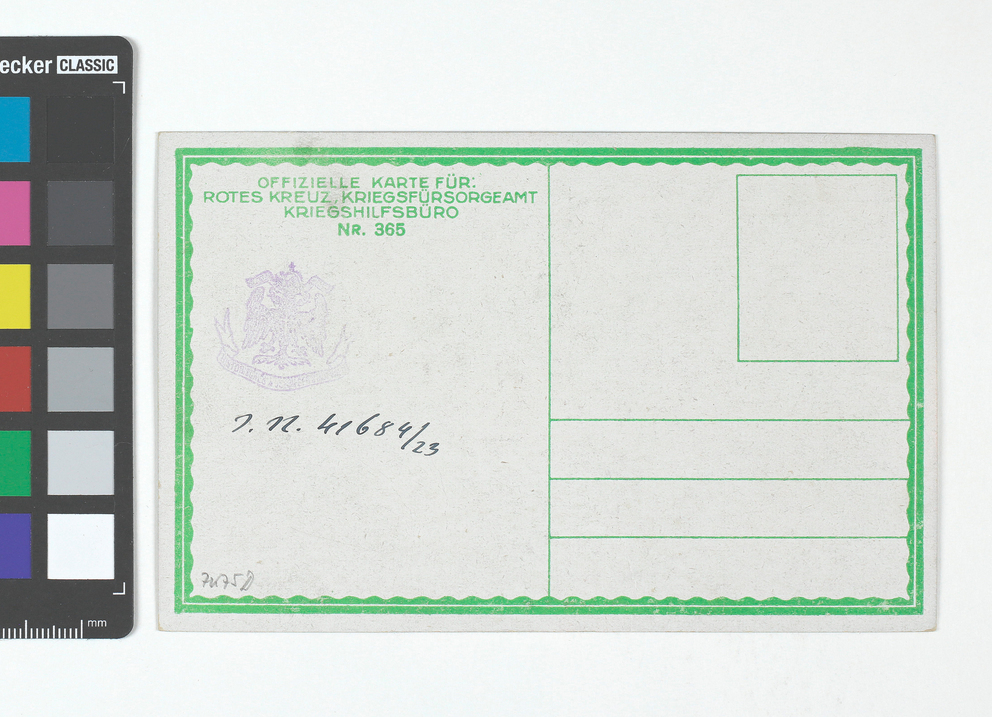 ecker CLASSIC
OFFIZIELLE KARTE FÜR:
ROTES KREUZ, KRIEGSFÜRSORGEAMT
KRIEGSHILFSBÜRO
NR. 365
J. N. 41684/23
mm